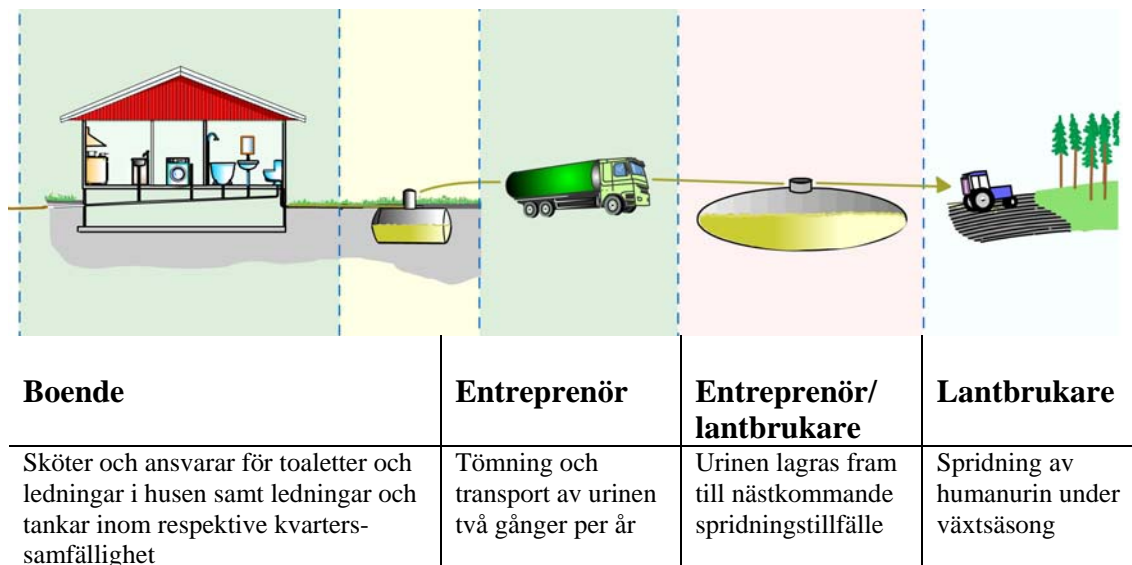 Boende
Entreprenör
Entreprenör/
lantbrukare
Lantbrukare
Sköter och ansvarar för toaletter och
ledningar i husen samt ledningar och
tankar inom respektive kvarters-
samfällighet
Tömning och
transport av urinen
två gånger per år
Urinen lagras fram
till nästkommande
spridningstillfälle
Spridning av
humanurin under
växtsäsong